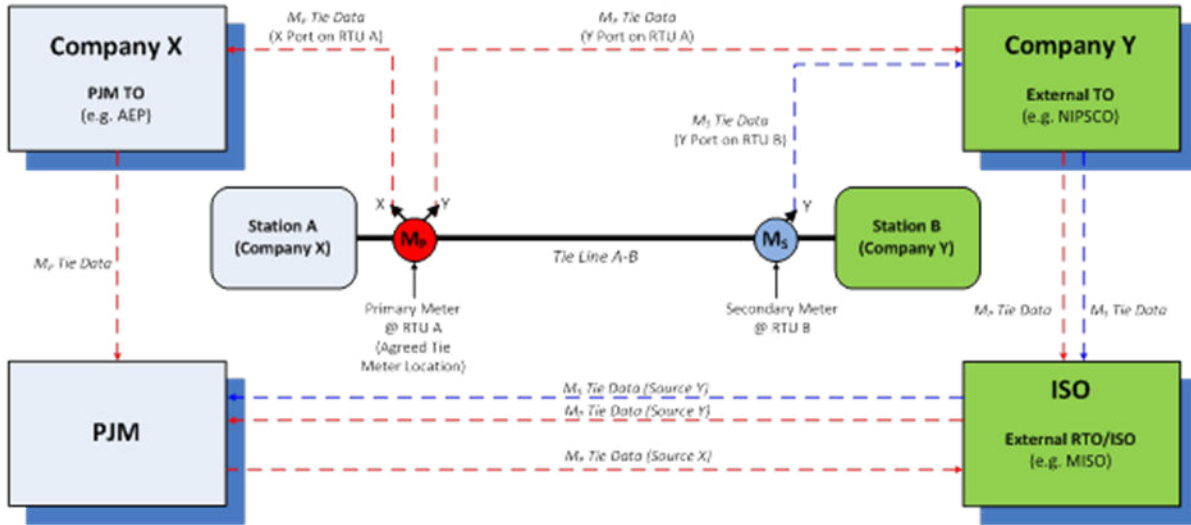 Company X
PJM TO
(e.g. AEP)
Mₚ Tie Data
(X Port on RTU A)
Mₚ Tie Data
(Y Port on RTU A)
Company Y
External TO
(e.g. NIPSCO)
Mₛ Tie Data
(Y Port on RTU B)
Station A
(Company X)
X
Y
Mₚ
Tie Line A-B
Y
Mₛ
Station B
(Company Y)
Mₚ Tie Data
Primary Meter
@ RTU A
(Agreed Tie
Meter Location)
Secondary Meter
@ RTU B
Mₚ Tie Data
Mₛ Tie Data
PJM
Mₛ Tie Data (Source Y)
Mₚ Tie Data (Source Y)
Mₚ Tie Data (Source X)
ISO
External RTO/ISO
(e.g. MISO)